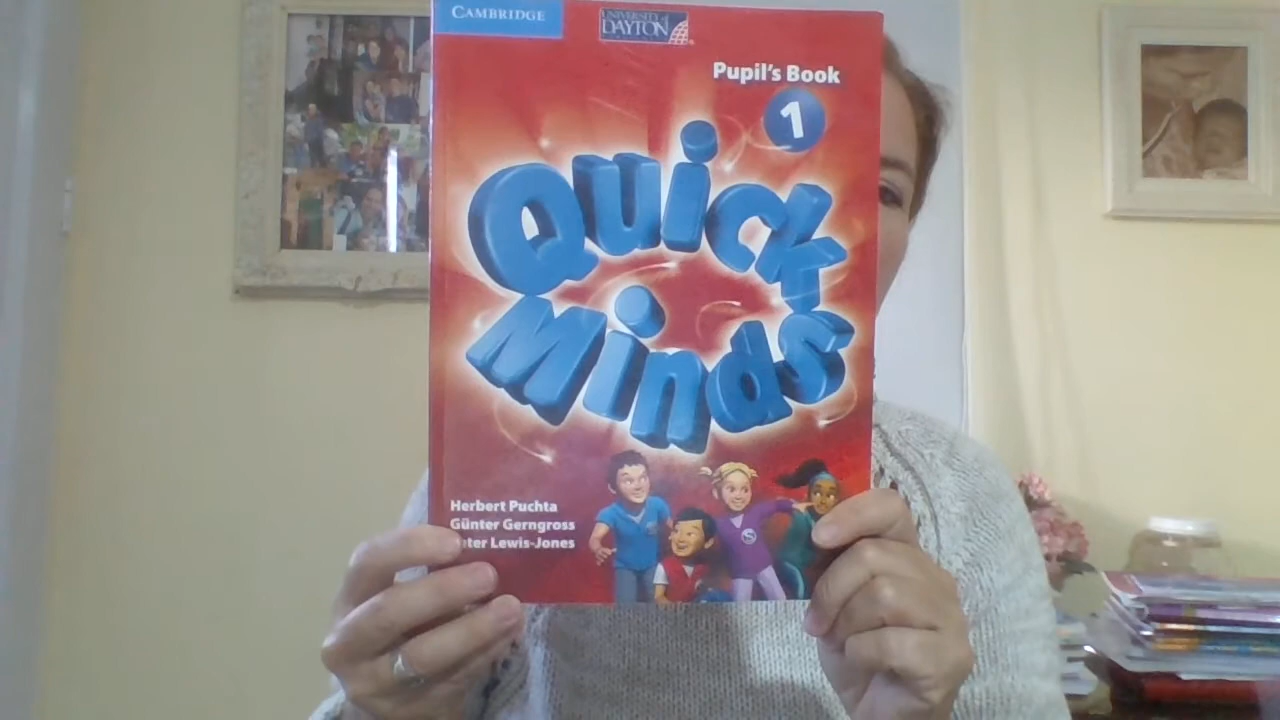 CAMBRIDGE
UNIVERSITY of
DAYTON
Pupil's Book
1
Quick
Minds
Herbert Puchta
Günter Gerngross
Lewis-Jones